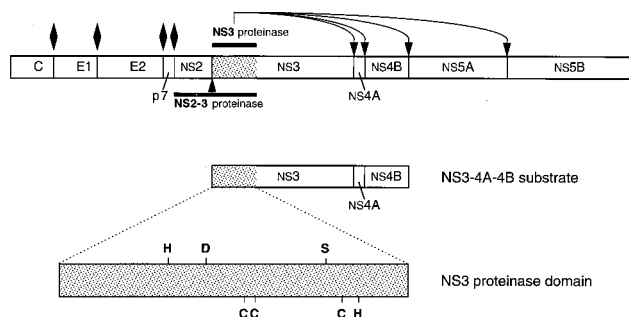 NS3 proteinase
C E1 E2 NS2 NS3 NS4B NS5A NS5B
p7 NS4A
NS2-3 proteinase
NS3 NS4B NS3-4A-4B substrate
NS4A
H D S
NS3 proteinase domain
C C C H